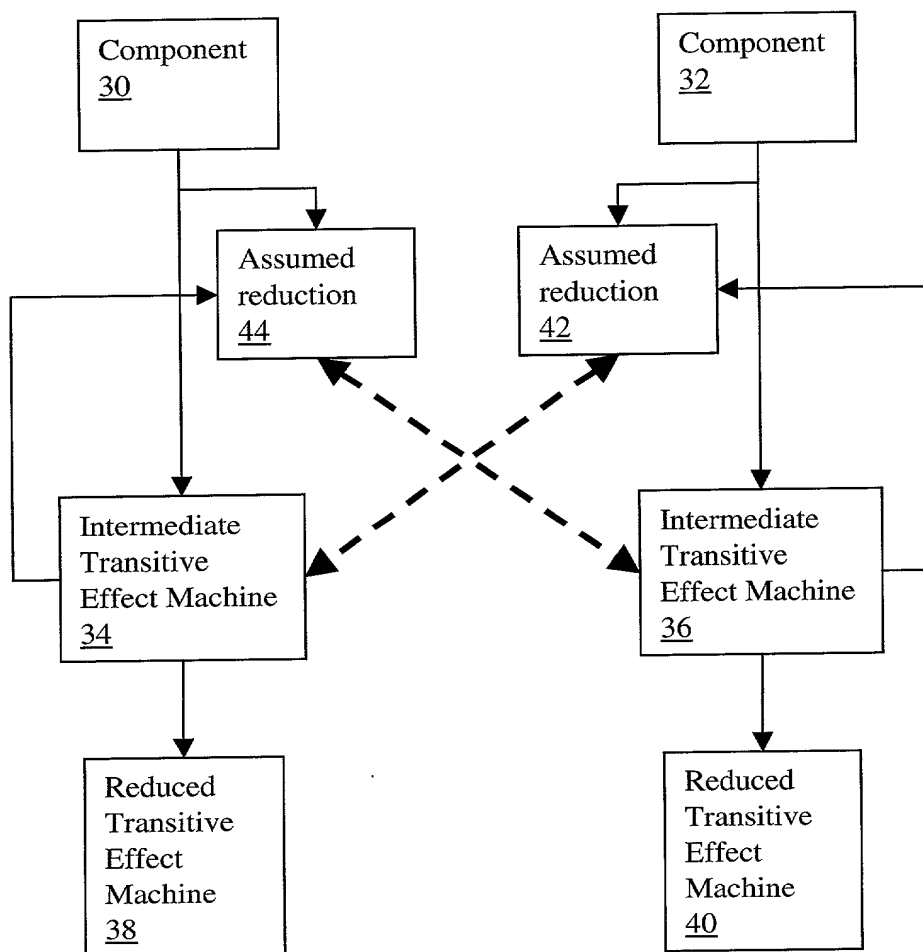 Component
30
Component
32
Assumed
reduction
44
Assumed
reduction
42
Intermediate
Transitive
Effect Machine
34
Intermediate
Transitive
Effect Machine
36
Reduced
Transitive
Effect
Machine
38
Reduced
Transitive
Effect
Machine
40